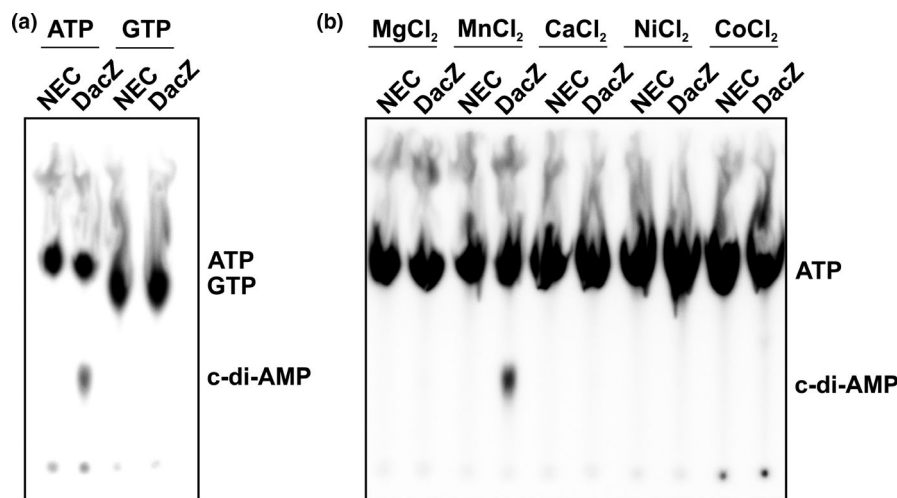 (a) ATP GTP
NEC DacZ NEC DacZ
ATP
GTP
c-di-AMP
(b) MgCl₂ MnCl₂ CaCl₂ NiCl₂ CoCl₂
NEC DacZ NEC DacZ NEC DacZ NEC DacZ NEC DacZ
ATP
c-di-AMP